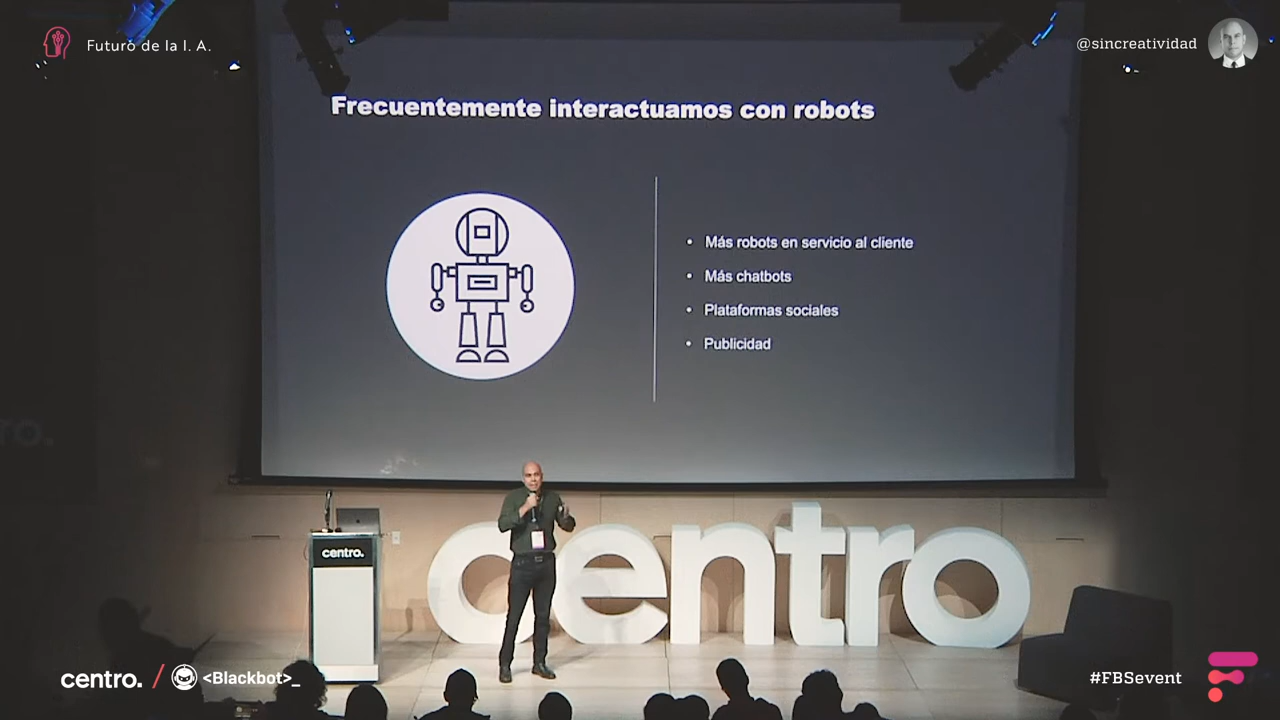 Futuro de la I. A.
@sincreatividad
Frecuentemente interactuamos con robots
• Más robots en servicio al cliente
• Más chatbots
• Plataformas sociales
• Publicidad
ro.
centro.
centro
centro. / <Blackbot>_
#FBSevent